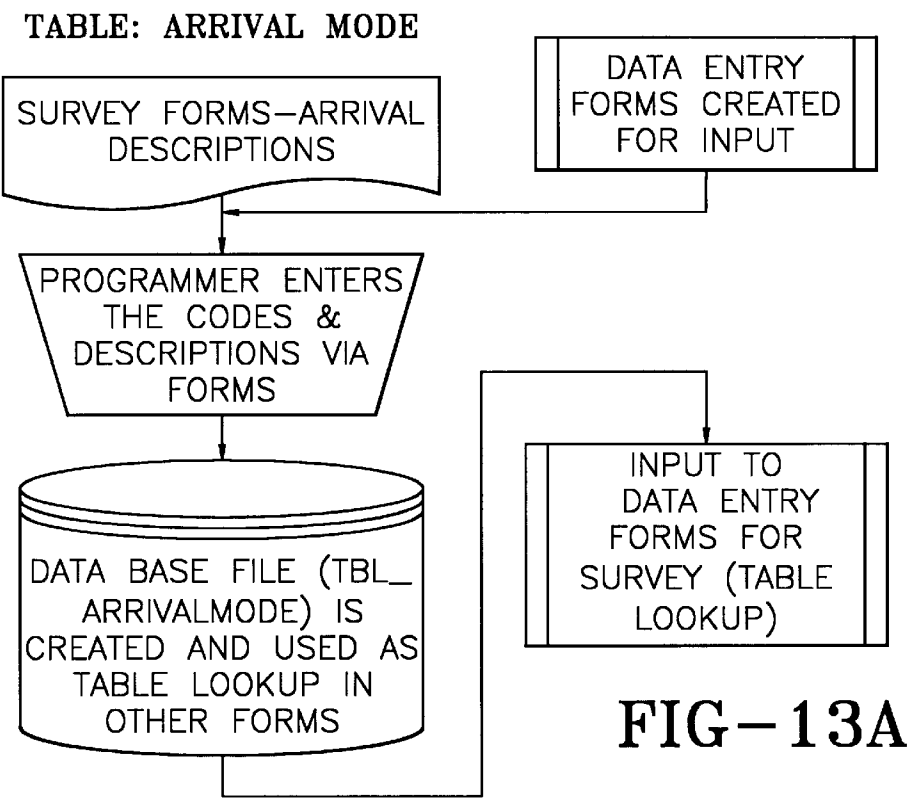 TABLE: ARRIVAL MODE
SURVEY FORMS-ARRIVAL
DESCRIPTIONS
DATA ENTRY
FORMS CREATED
FOR INPUT
PROGRAMMER ENTERS
THE CODES &
DESCRIPTIONS VIA
FORMS
DATA BASE FILE (TBL_
ARRIVALMODE) IS
CREATED AND USED AS
TABLE LOOKUP IN
OTHER FORMS
INPUT TO
DATA ENTRY
FORMS FOR
SURVEY (TABLE
LOOKUP)
FIG-13A